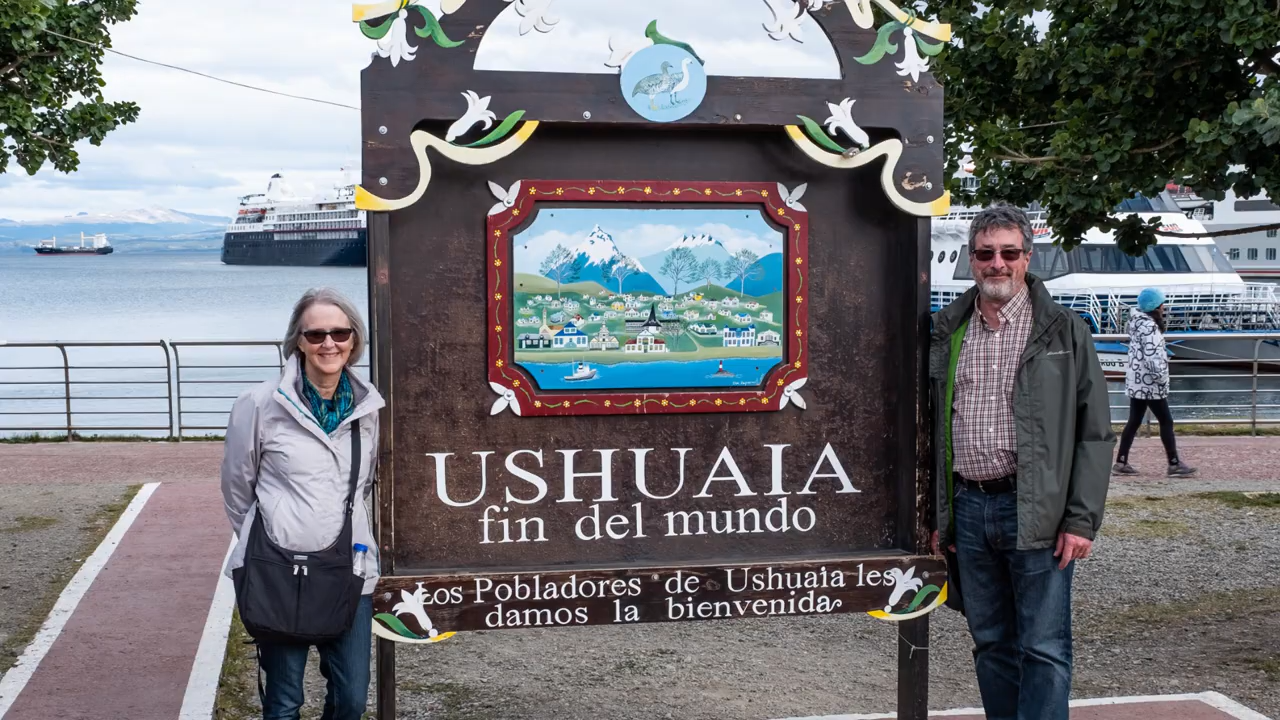 USHUAIA
fin del mundo
Los Pobladores de Ushuaia les
damos la bienvenida